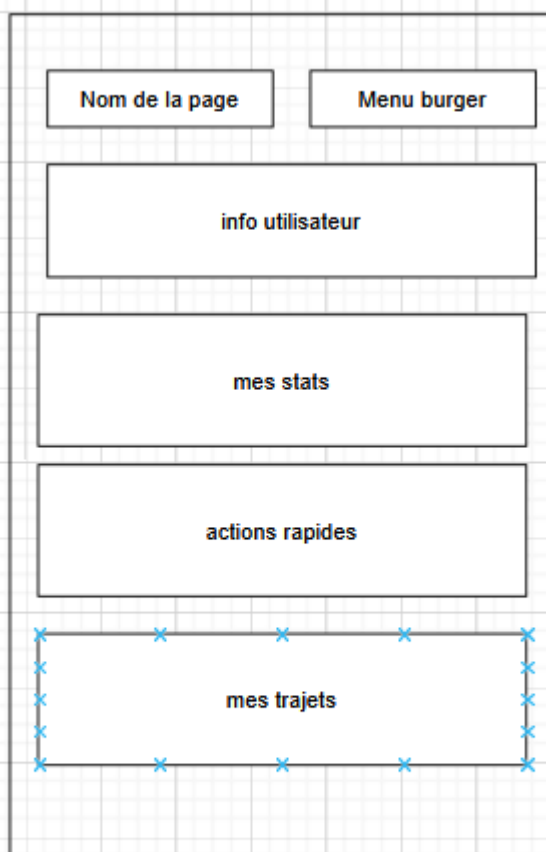 Nom de la page
Menu burger
info utilisateur
mes stats
actions rapides
mes trajets